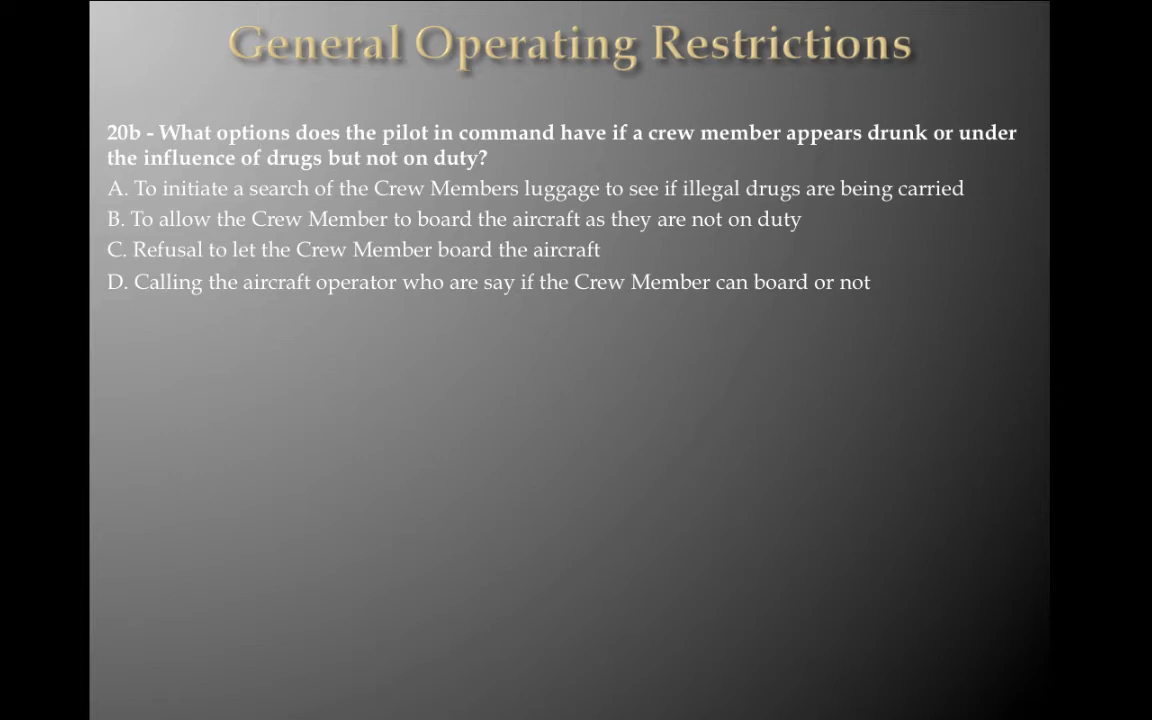 General Operating Restrictions
20b - What options does the pilot in command have if a crew member appears drunk or under
the influence of drugs but not on duty?
A. To initiate a search of the Crew Members luggage to see if illegal drugs are being carried
B. To allow the Crew Member to board the aircraft as they are not on duty
C. Refusal to let the Crew Member board the aircraft
D. Calling the aircraft operator who are say if the Crew Member can board or not